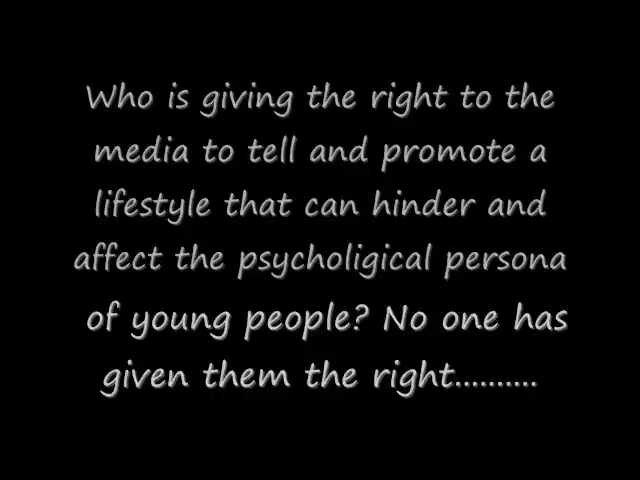 Who is giving the right to the
media to tell and promote a
lifestyle that can hinder and
affect the psycholigical persona
of young people? No one has
given them the right..........